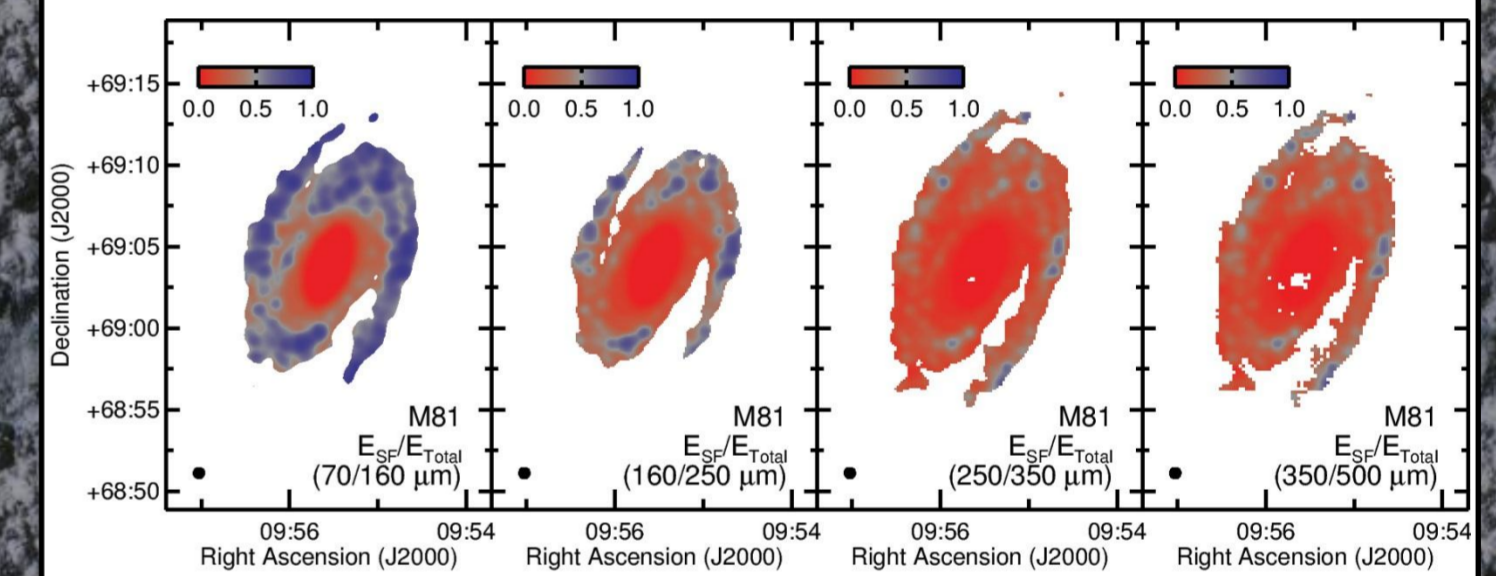 +69:15
+69:10
+69:05
+69:00
+68:55
+68:50
Declination (J2000)
0.0 0.5 1.0
M81
E_SF/E_Total
(70/160 μm)
09:56 09:54
Right Ascension (J2000)
0.0 0.5 1.0
M81
E_SF/E_Total
(160/250 μm)
09:56 09:54
Right Ascension (J2000)
0.0 0.5 1.0
M81
E_SF/E_Total
(250/350 μm)
09:56 09:54
Right Ascension (J2000)
0.0 0.5 1.0
M81
E_SF/E_Total
(350/500 μm)
09:56 09:54
Right Ascension (J2000)